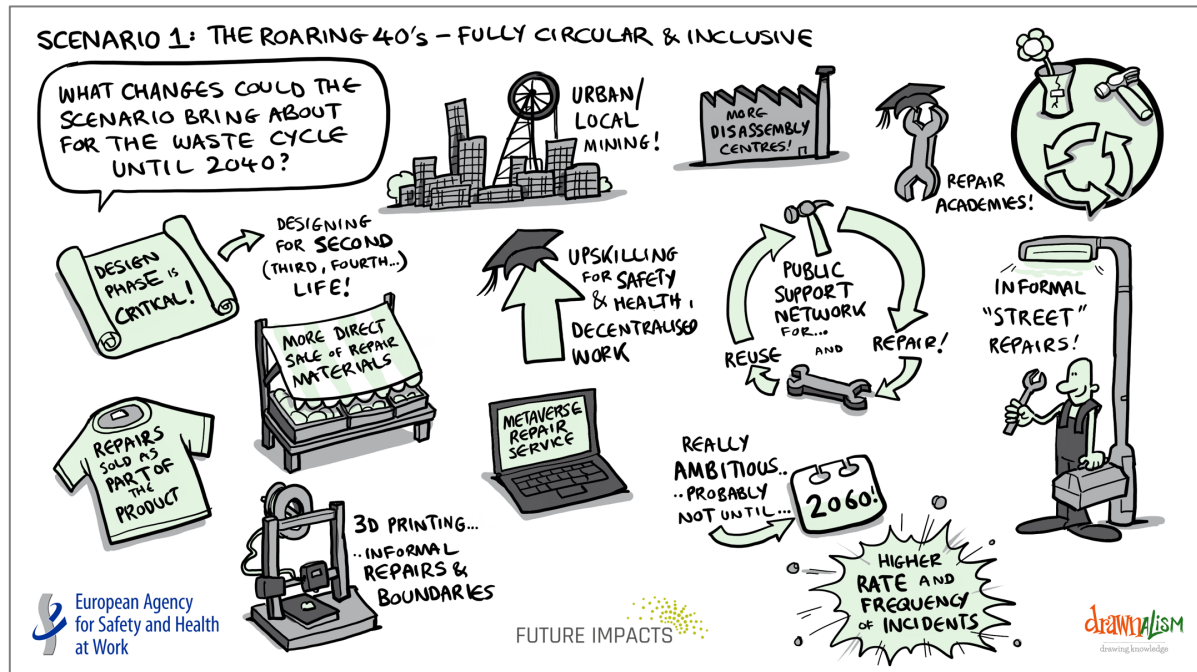 SCENARIO 1: THE ROARING 40'S – FULLY CIRCULAR & INCLUSIVE
WHAT CHANGES COULD THE
SCENARIO BRING ABOUT
FOR THE WASTE CYCLE
UNTIL 2040?
URBAN/
LOCAL
MINING!
MORE
DISASSEMBLY
CENTRES!
REPAIR
ACADEMIES!
DESIGN
PHASE IS
CRITICAL!
DESIGNING
FOR SECOND
(THIRD, FOURTH...)
LIFE!
MORE DIRECT
SALE OF REPAIR
MATERIALS
UPSKILLING
FOR SAFETY
& HEALTH,
DECENTRALISED
WORK
PUBLIC
SUPPORT
NETWORK
FOR...
REUSE
AND
REPAIR!
INFORMAL
"STREET"
REPAIRS!
REPAIRS
SOLD AS
PART OF
THE
PRODUCT
METAVERSE
REPAIR
SERVICE
REALLY
AMBITIOUS..
..PROBABLY
NOT UNTIL...
2060!
3D PRINTING...
..INFORMAL
REPAIRS &
BOUNDARIES
HIGHER
RATE AND
FREQUENCY
OF INCIDENTS
European Agency
for Safety and Health
at Work
FUTURE IMPACTS
drawnalism
drawing knowledge